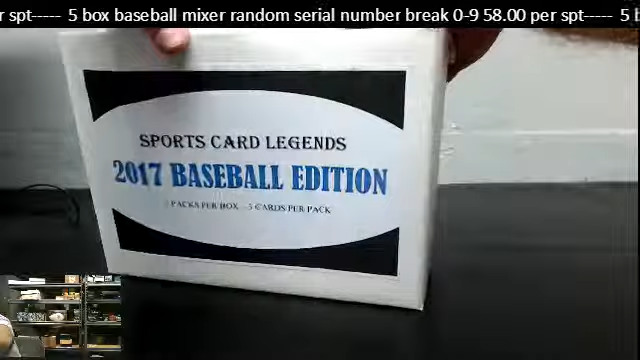 r spt----- 5 box baseball mixer random serial number break 0-9 58.00 per spt----- 5 b
SPORTS CARD LEGENDS
2017 BASEBALL EDITION
PACKS PER BOX 5 CARDS PER PACK